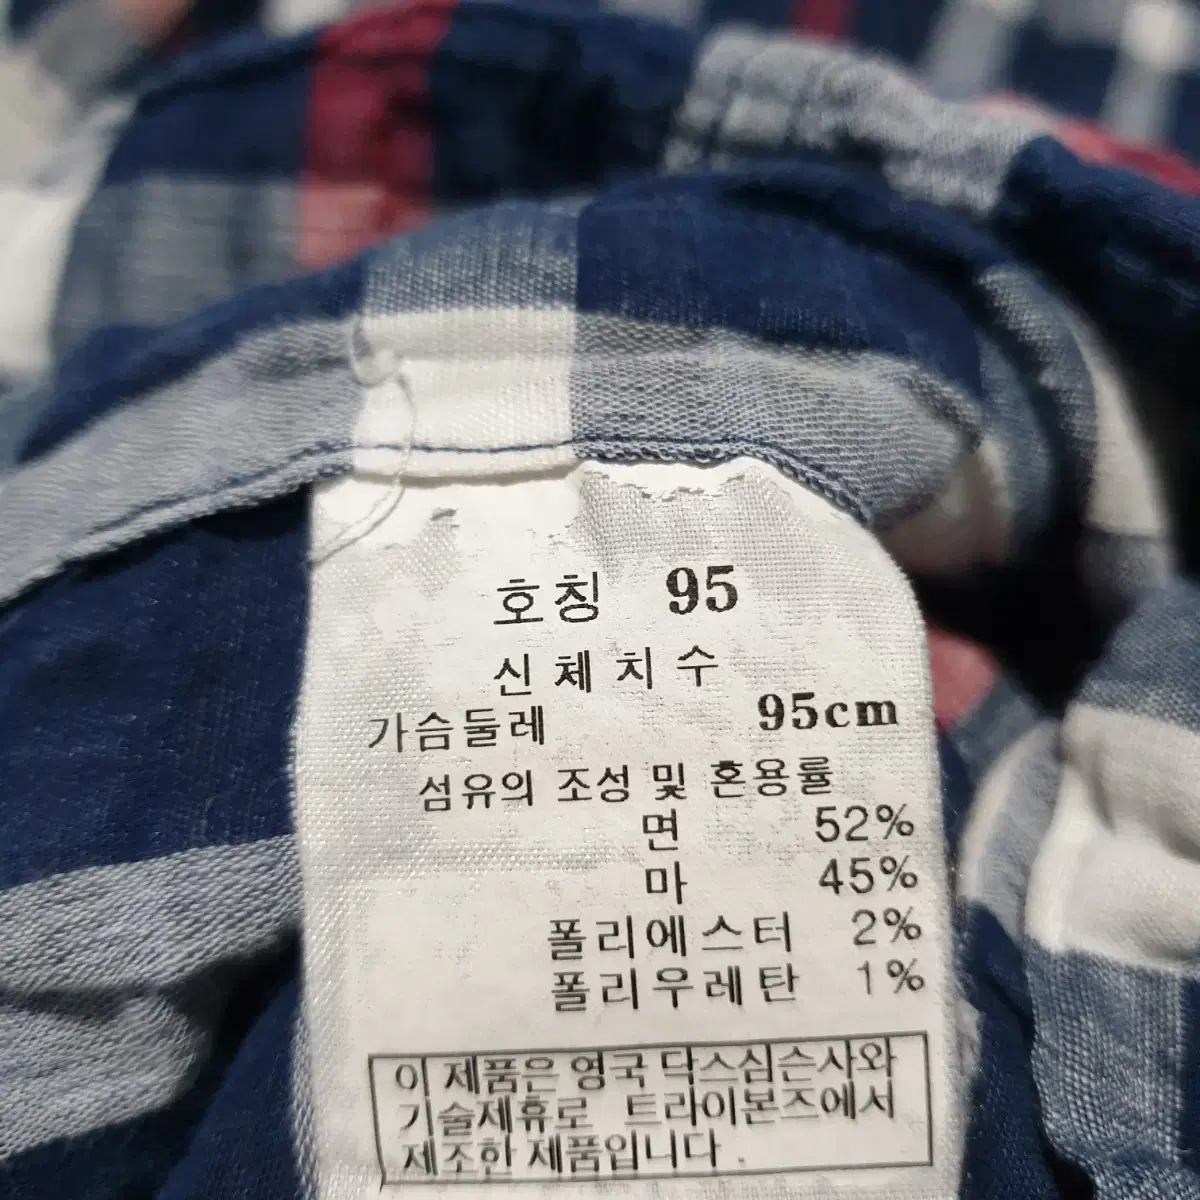 호칭 95
신체치수
가슴둘레 95cm
섬유의 조성 및 혼용률
면 52%
마 45%
폴리에스터 2%
폴리우레탄 1%
이 제품은 영국 닥스심슨사와
기술제휴로 트라이본즈에서
제조한 제품입니다.